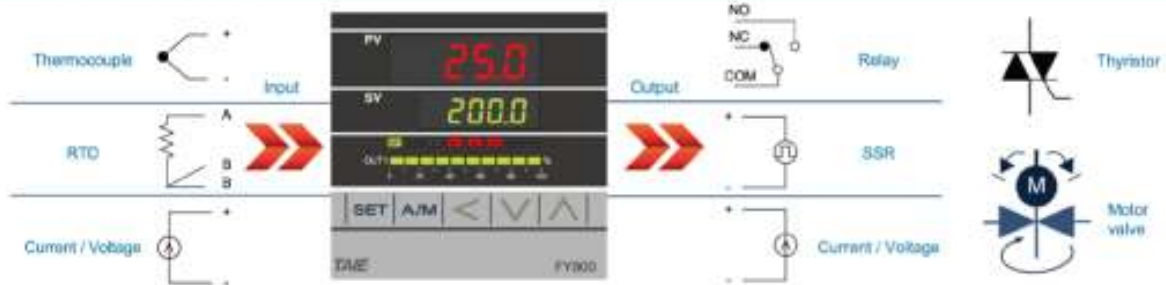 Thermocouple
+
-
Input
RTD
A
B
B
Current / Voltage
+
-
PV
25.0
SV
200.0
OUT1
%
SET
A/M
TAIE
FY900
Output
NO
NC
COM
Relay
+
-
SSR
+
-
Current / Voltage
Thyristor
M
Motor
valve